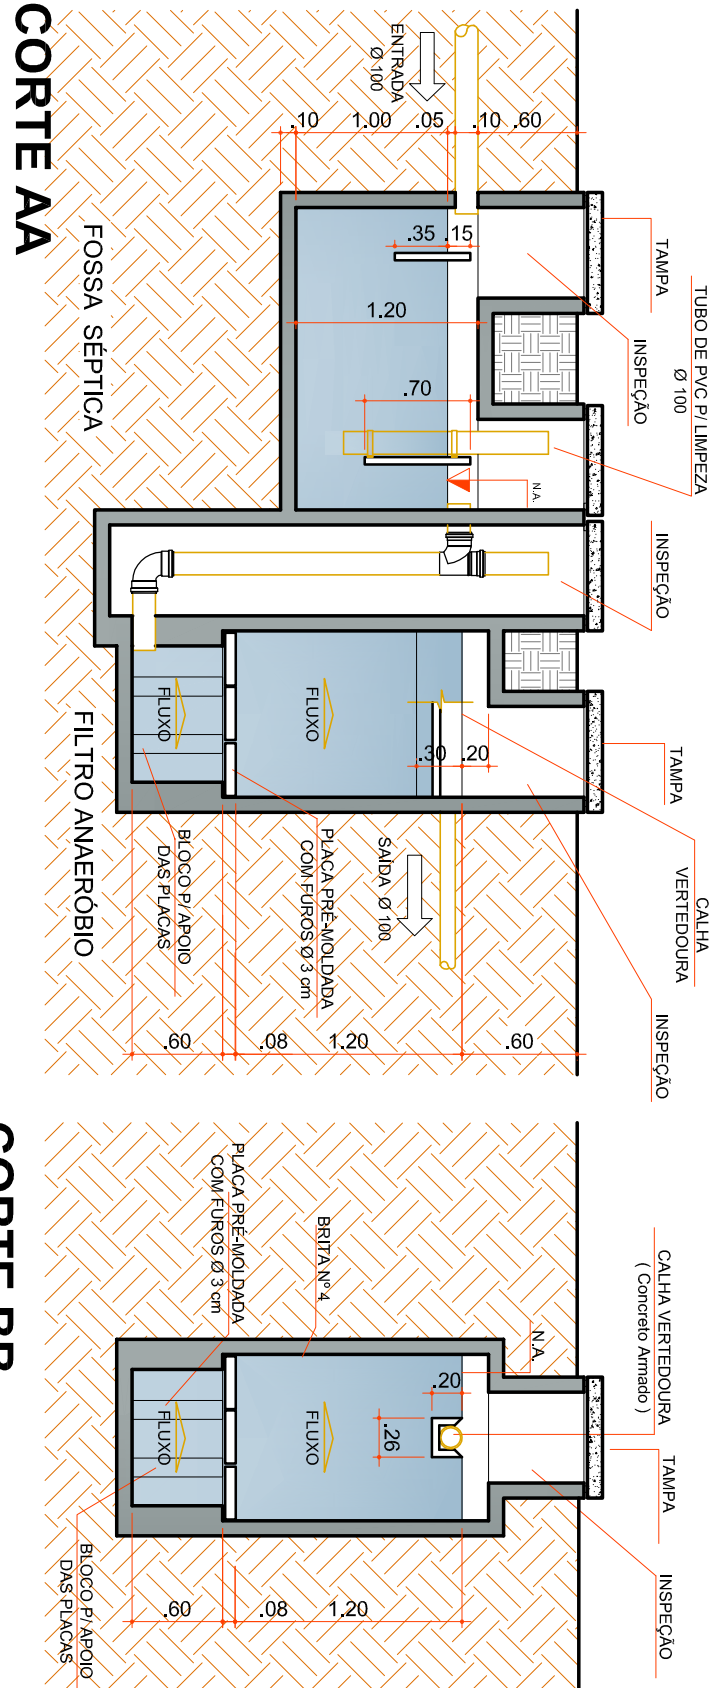 CORTE AA
FOSSA SÉPTICA
FILTRO ANAERÓBIO
ENTRADA
Ø 100
.10
1.00
.05
.10
.60
.35
.15
1.20
.70
N.A.
TAMPA
INSPEÇÃO
TUBO DE PVC P/ LIMPEZA
Ø 100
INSPEÇÃO
TAMPA
CALHA
VERTEDOURA
INSPEÇÃO
FLUXO
FLUXO
.30
.20
SAÍDA Ø 100
PLACA PRÉ-MOLDADA
COM FUROS Ø 3 cm
BLOCO P/ APOIO
DAS PLACAS
.60
.08
1.20
.60
CORTE BB
PLACA PRÉ-MOLDADA
COM FUROS Ø 3 cm
BRITA Nº 4
N.A.
CALHA VERTEDOURA
( Concreto Armado )
TAMPA
INSPEÇÃO
.20
.26
FLUXO
FLUXO
BLOCO P/ APOIO
DAS PLACAS
.60
.08
1.20